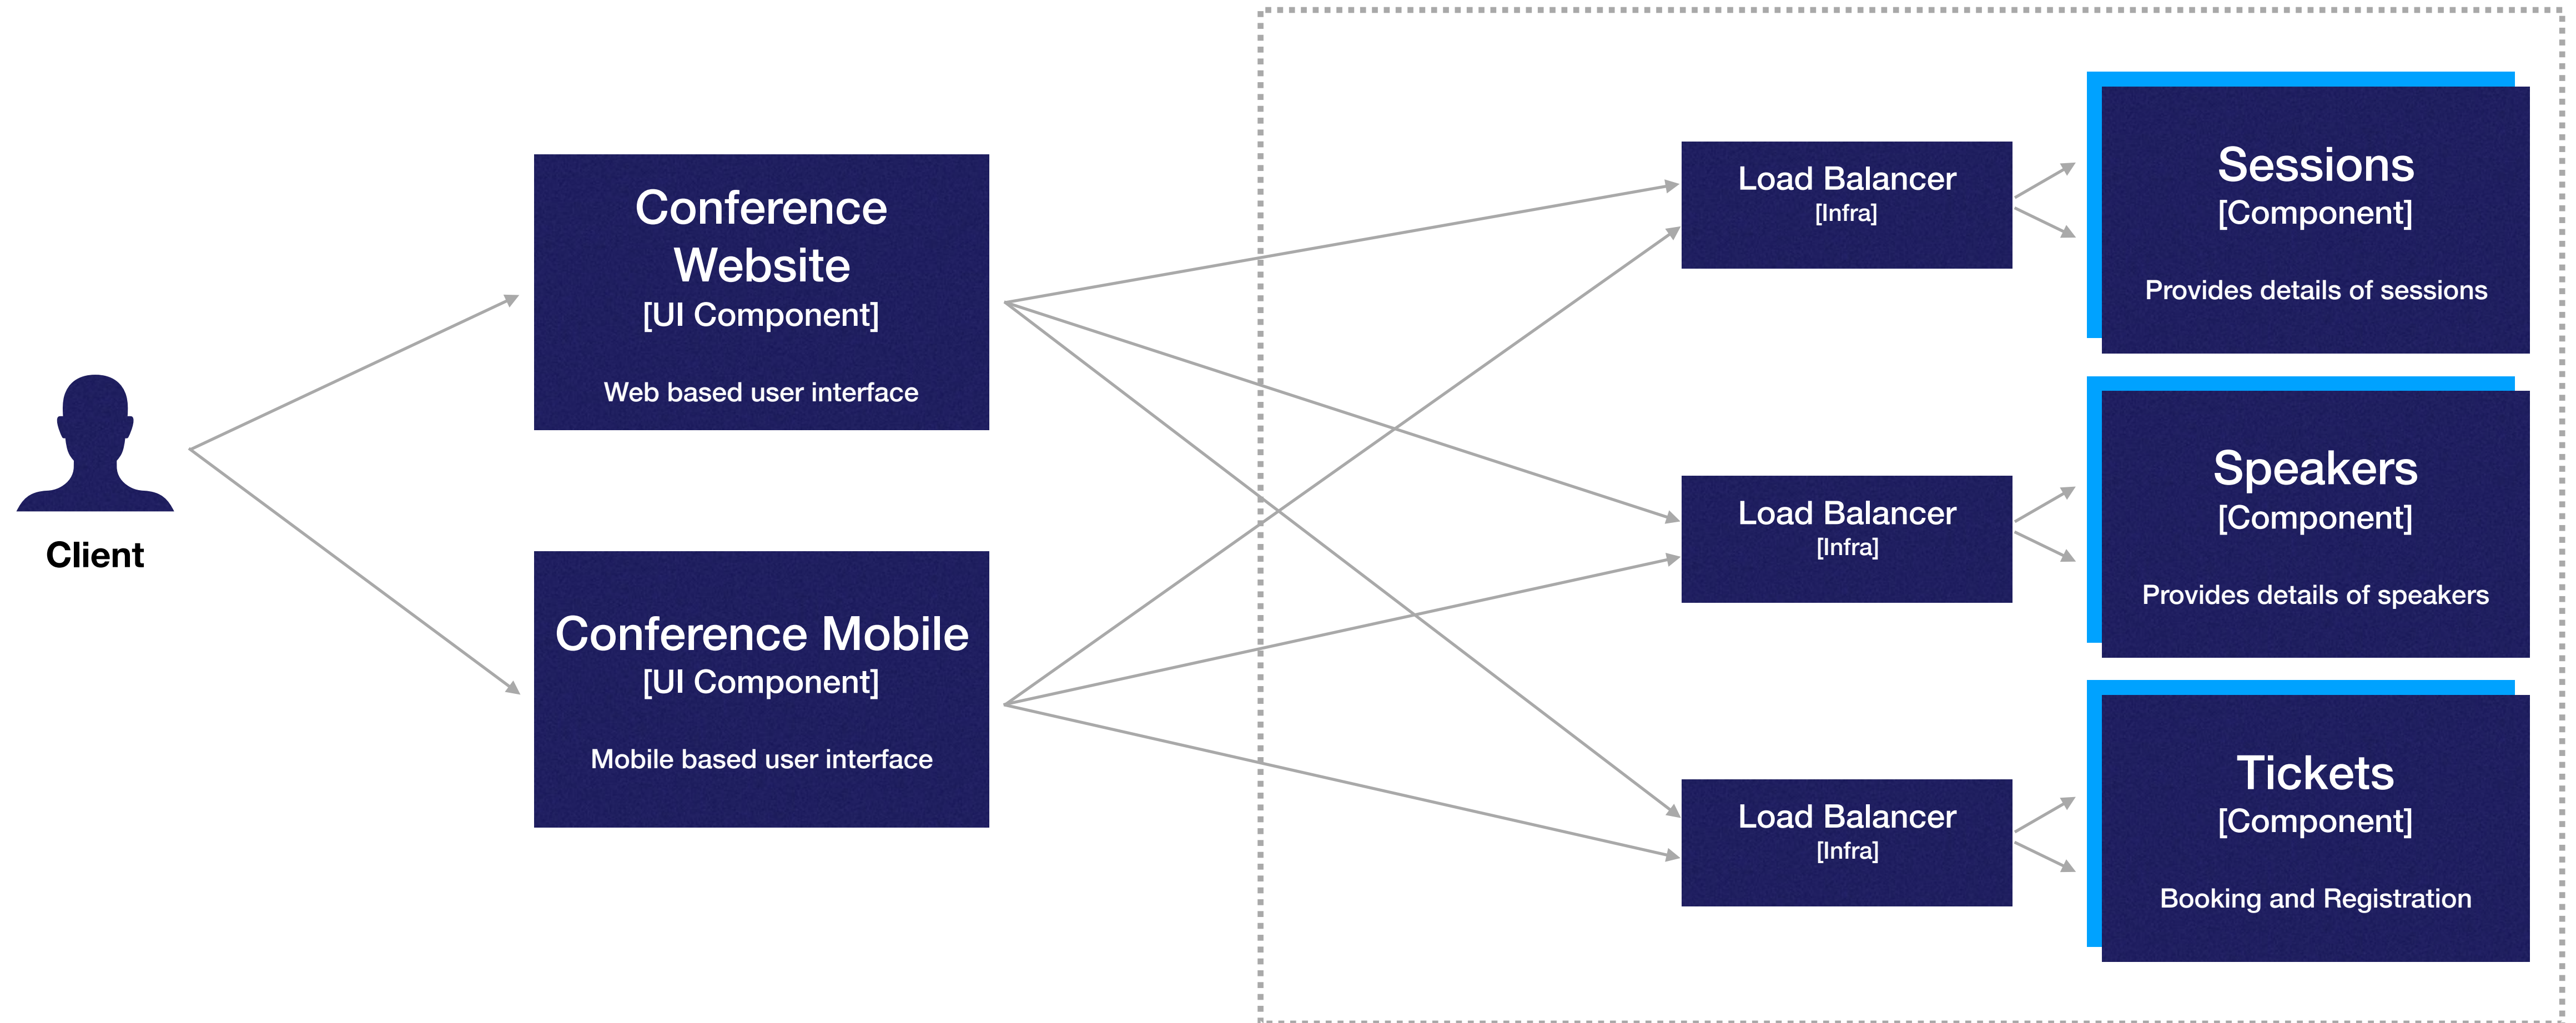 Client
Conference
Website
[UI Component]
Web based user interface
Conference Mobile
[UI Component]
Mobile based user interface
Load Balancer
[Infra]
Load Balancer
[Infra]
Load Balancer
[Infra]
Sessions
[Component]
Provides details of sessions
Speakers
[Component]
Provides details of speakers
Tickets
[Component]
Booking and Registration